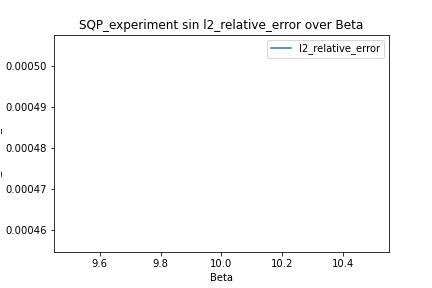 SQP_experiment sin l2_relative_error over Beta
l2_relative_error
0.00050
0.00049
0.00048
0.00047
0.00046
9.6 9.8 10.0 10.2 10.4
Beta